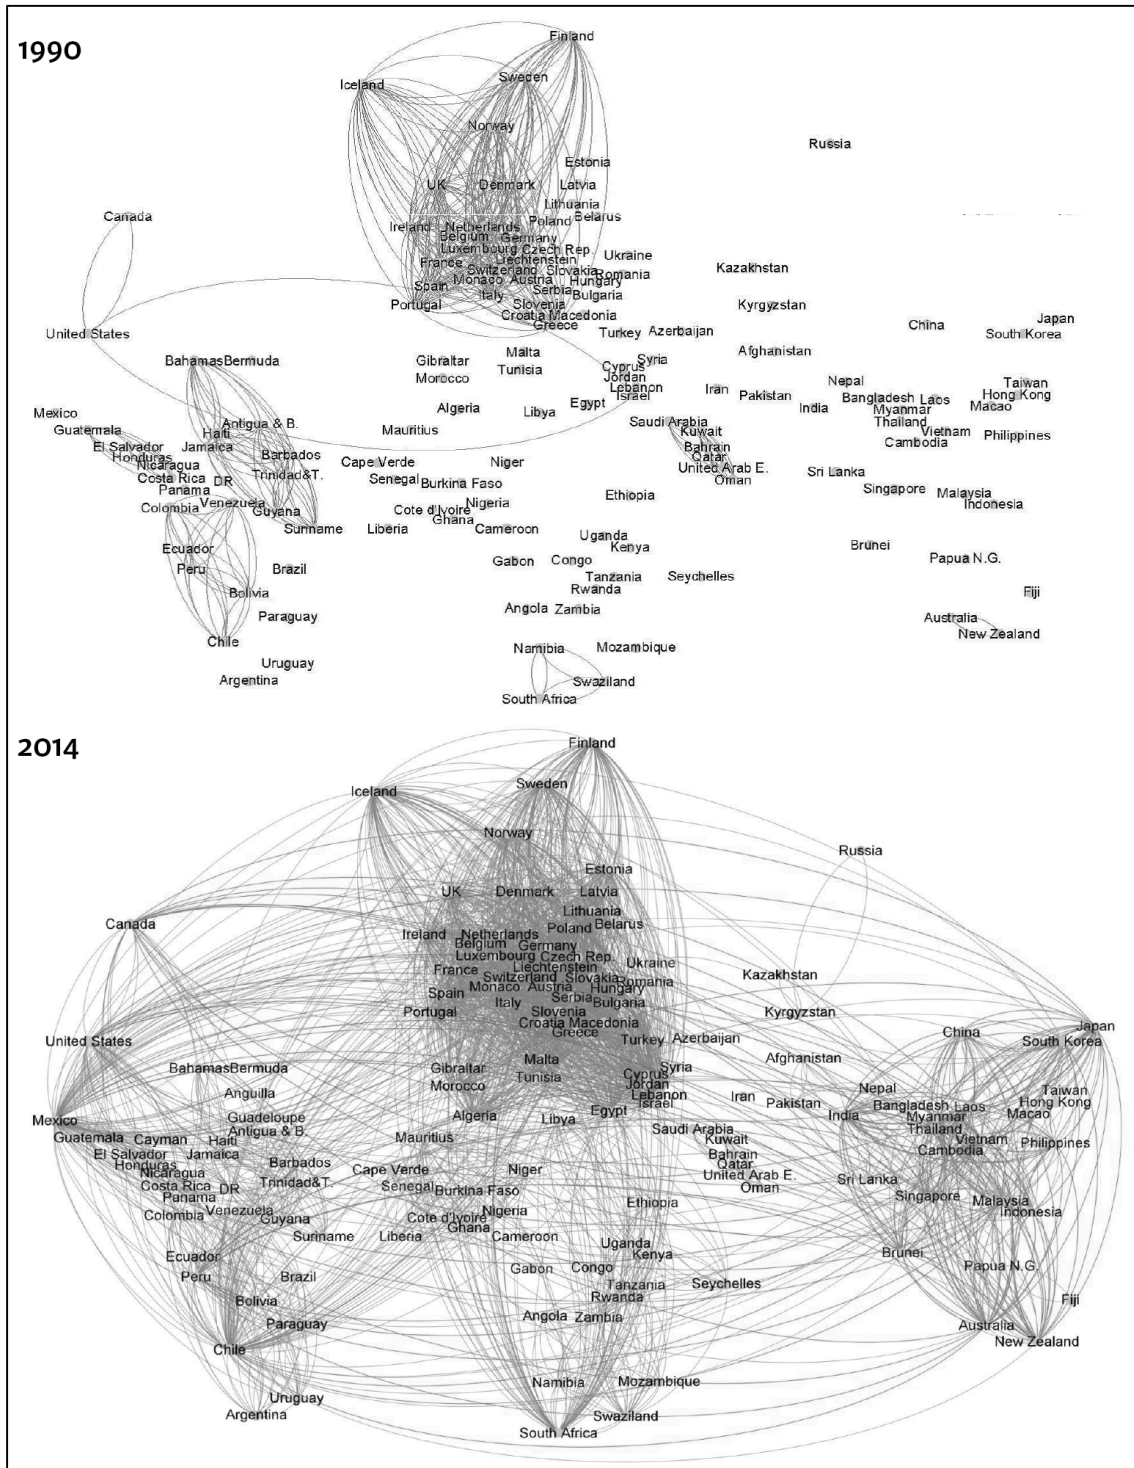 1990
Finland
Sweden
Iceland
Norway
Russia
Estonia
UK Denmark Latvia
Lithuania
Canada Poland Belarus
Ireland Netherlands
Belgium Germany
Luxembourg Czech Rep.
France Liechtenstein Ukraine
Switzerland Slovakia Romania Kazakhstan
Monaco Austria Hungary
Spain Serbia
Italy Bulgaria
Portugal Slovenia Kyrgyzstan
Croatia Macedonia Japan
Greece China
United States Turkey Azerbaijan South Korea
Malta Afghanistan
Bahamas Bermuda Gibraltar Syria
Tunisia Cyprus
Morocco Jordan Nepal Taiwan
Lebanon Iran
Israel Pakistan Bangladesh Laos Hong Kong
Mexico Algeria Libya Egypt India Myanmar Macao
Antigua & B. Saudi Arabia Thailand
Guatemala Haiti Mauritius Kuwait Vietnam Philippines
El Salvador Jamaica Bahrain Cambodia
Honduras Barbados Qatar
Nicaragua Cape Verde Niger United Arab E. Sri Lanka
Costa Rica DR Trinidad&T. Senegal Burkina Faso Oman
Panama Singapore Malaysia
Colombia Venezuela Guyana Cote d'Ivoire Nigeria Ethiopia Indonesia
Ghana
Suriname Liberia Cameroon
Uganda
Ecuador Kenya Brunei
Peru Brazil Gabon Congo Papua N.G.
Tanzania Seychelles
Bolivia Rwanda Fiji
Paraguay Angola Zambia Australia
New Zealand
Chile Namibia Mozambique
Uruguay
Argentina Swaziland
South Africa
2014
Finland
Sweden
Iceland
Norway
Russia
Estonia
UK Denmark Latvia
Lithuania
Canada Poland Belarus
Ireland Netherlands
Belgium Germany
Luxembourg Czech Rep.
France Liechtenstein Ukraine
Switzerland Slovakia Romania Kazakhstan
Monaco Austria Hungary
Spain Serbia
Italy Bulgaria
Portugal Slovenia Kyrgyzstan
Croatia Macedonia Japan
Greece China
United States Turkey Azerbaijan South Korea
Malta Afghanistan
Bahamas Bermuda Gibraltar Syria
Tunisia Cyprus
Morocco Jordan Nepal Taiwan
Anguilla Lebanon Iran
Israel Pakistan Bangladesh Laos Hong Kong
Mexico Guadeloupe Algeria Libya Egypt India Myanmar Macao
Antigua & B. Saudi Arabia Thailand
Guatemala Cayman Haiti Mauritius Kuwait Vietnam Philippines
El Salvador Jamaica Bahrain Cambodia
Honduras Barbados Qatar
Nicaragua Cape Verde Niger United Arab E. Sri Lanka
Costa Rica DR Trinidad&T. Senegal Burkina Faso Oman
Panama Singapore Malaysia
Colombia Venezuela Guyana Cote d'Ivoire Nigeria Ethiopia Indonesia
Ghana
Suriname Liberia Cameroon
Uganda
Ecuador Kenya Brunei
Peru Brazil Gabon Congo Papua N.G.
Tanzania Seychelles
Bolivia Rwanda Fiji
Paraguay Angola Zambia Australia
New Zealand
Chile Namibia Mozambique
Uruguay
Argentina Swaziland
South Africa